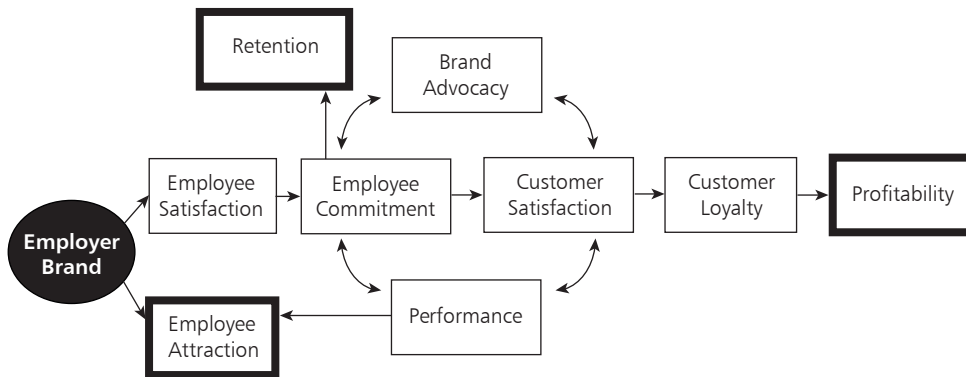 Retention
Brand
Advocacy
Employee
Satisfaction
Employee
Commitment
Customer
Satisfaction
Customer
Loyalty
Profitability
Employer
Brand
Employee
Attraction
Performance